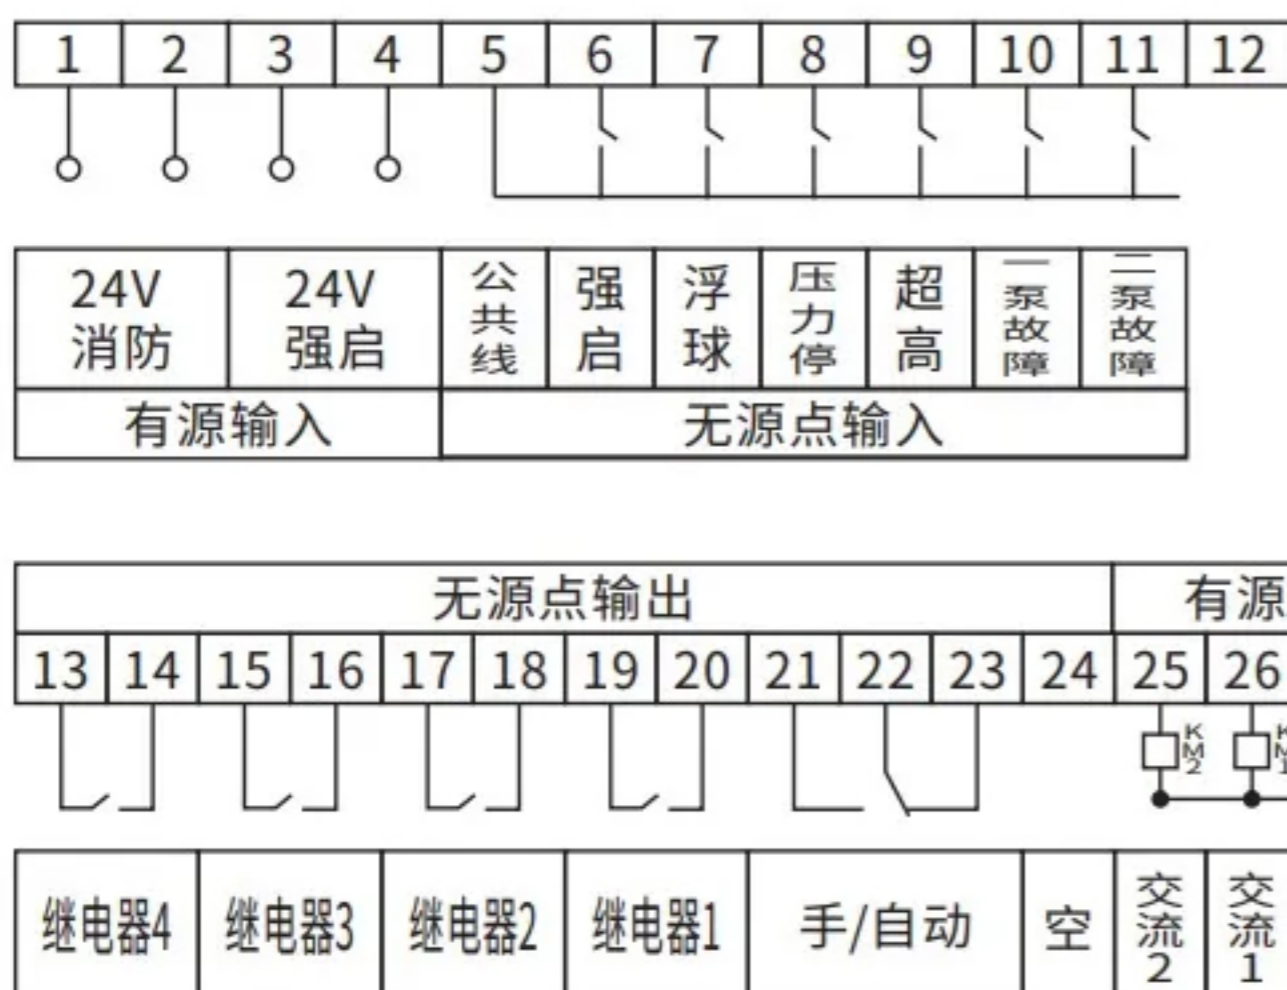 1 2 3 4 5 6 7 8 9 10 11 12
24V 消防
24V 强启
公共线
强启
浮球
压力停
超高
一泵故障
二泵故障
有源输入 无源点输入
无源点输出 有源
13 14 15 16 17 18 19 20 21 22 23 24 25 26
KM2 KM1
继电器4 继电器3 继电器2 继电器1 手/自动 空
交流2
交流1